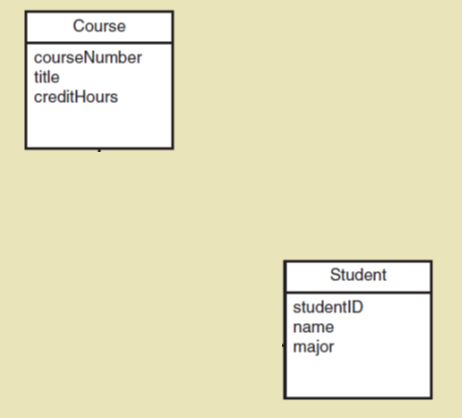 Course
courseNumber
title
creditHours
Student
studentID
name
major